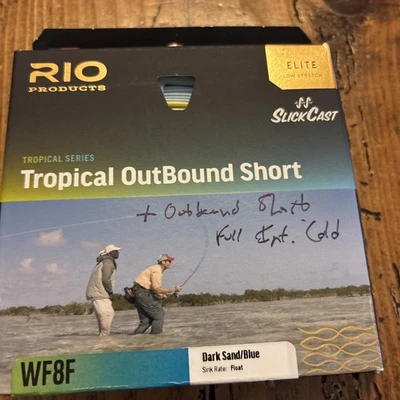 RIO
PRODUCTS
ELITE
LOW STRETCH
SLICKCAST
TROPICAL SERIES
Tropical OutBound Short
+ Outbound Short
Full Int. Cold
Dark Sand/Blue
Sink Rate: Float
WF8F